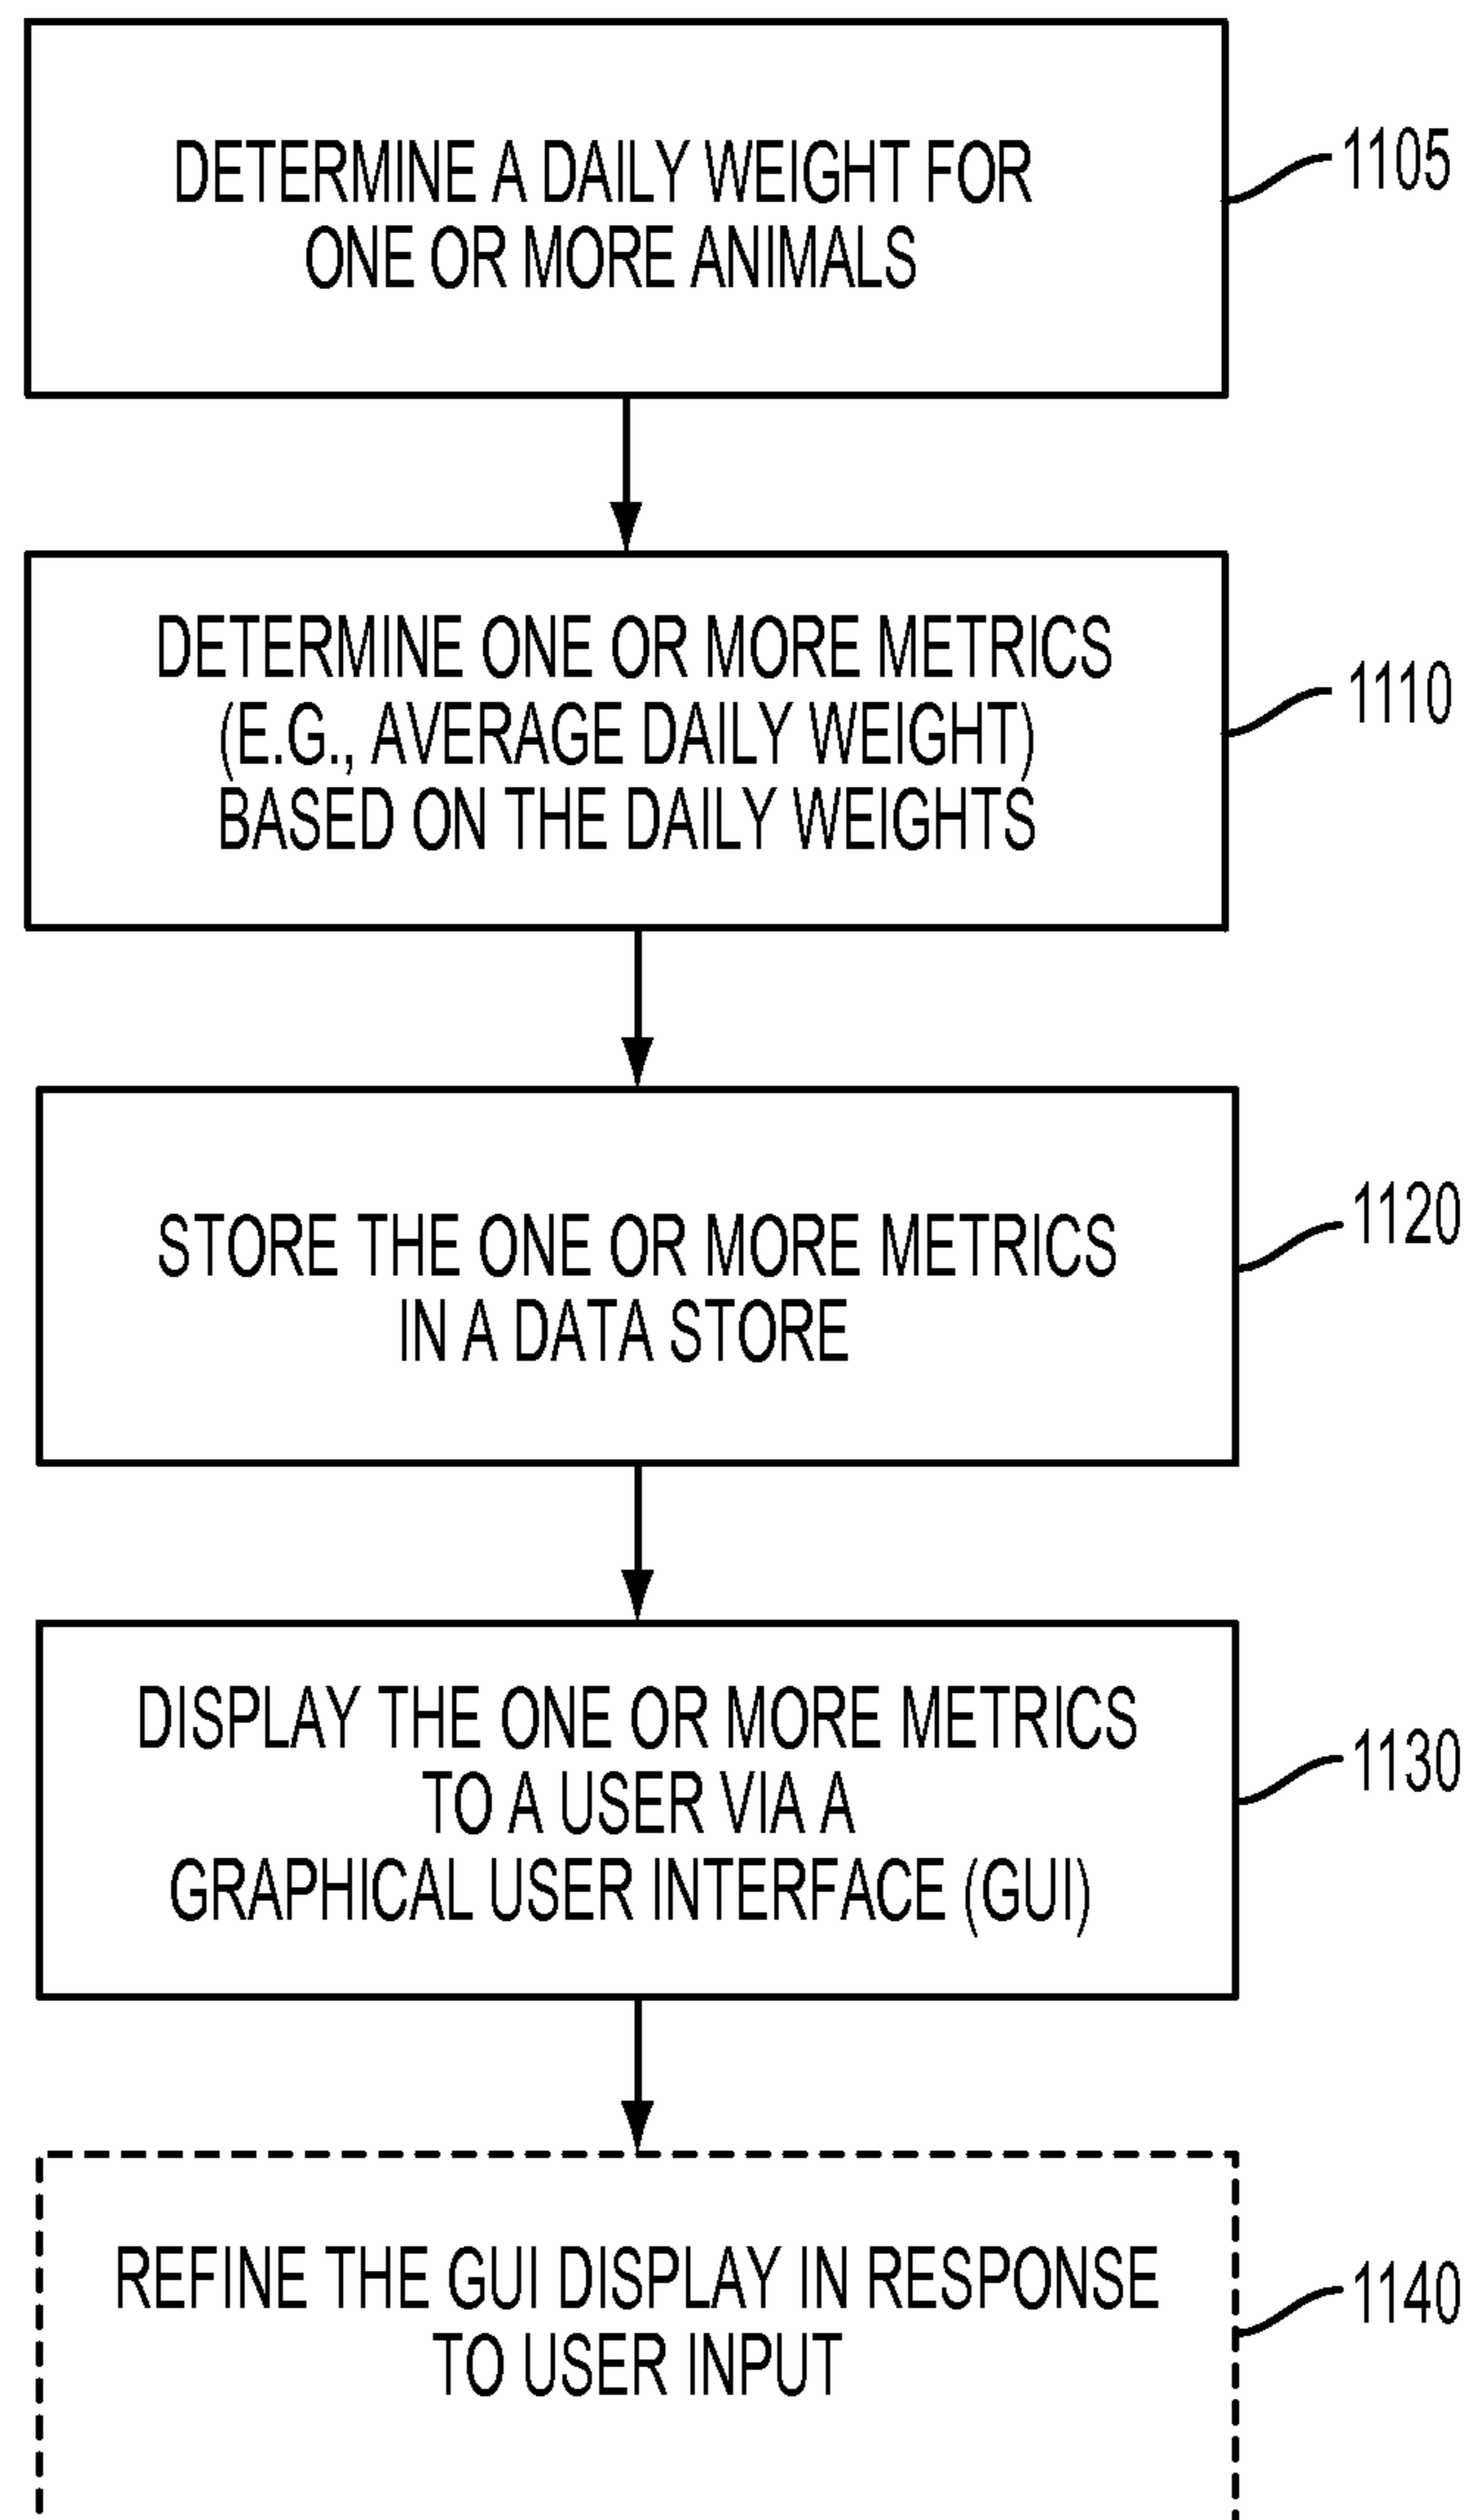 DETERMINE A DAILY WEIGHT FOR
ONE OR MORE ANIMALS
1105
DETERMINE ONE OR MORE METRICS
(E.G., AVERAGE DAILY WEIGHT)
BASED ON THE DAILY WEIGHTS
1110
STORE THE ONE OR MORE METRICS
IN A DATA STORE
1120
DISPLAY THE ONE OR MORE METRICS
TO A USER VIA A
GRAPHICAL USER INTERFACE (GUI)
1130
REFINE THE GUI DISPLAY IN RESPONSE
TO USER INPUT
1140